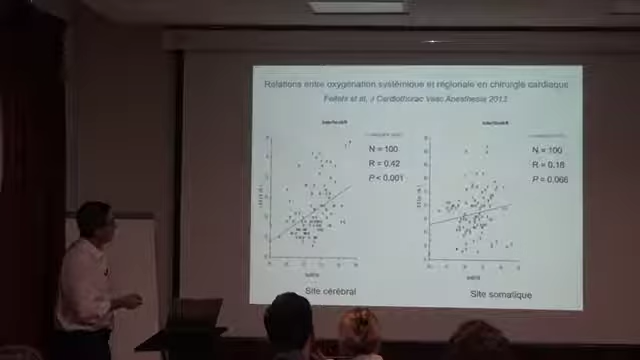 Relations entre oxygénation systémique et régionale en chirurgie cardiaque
Fellahi et al, J Cardiothorac Vasc Anesthesia 2013
N = 100
R = 0.42
P < 0.001
N = 100
R = 0.18
P = 0.066
Site cérébral
Site somatique